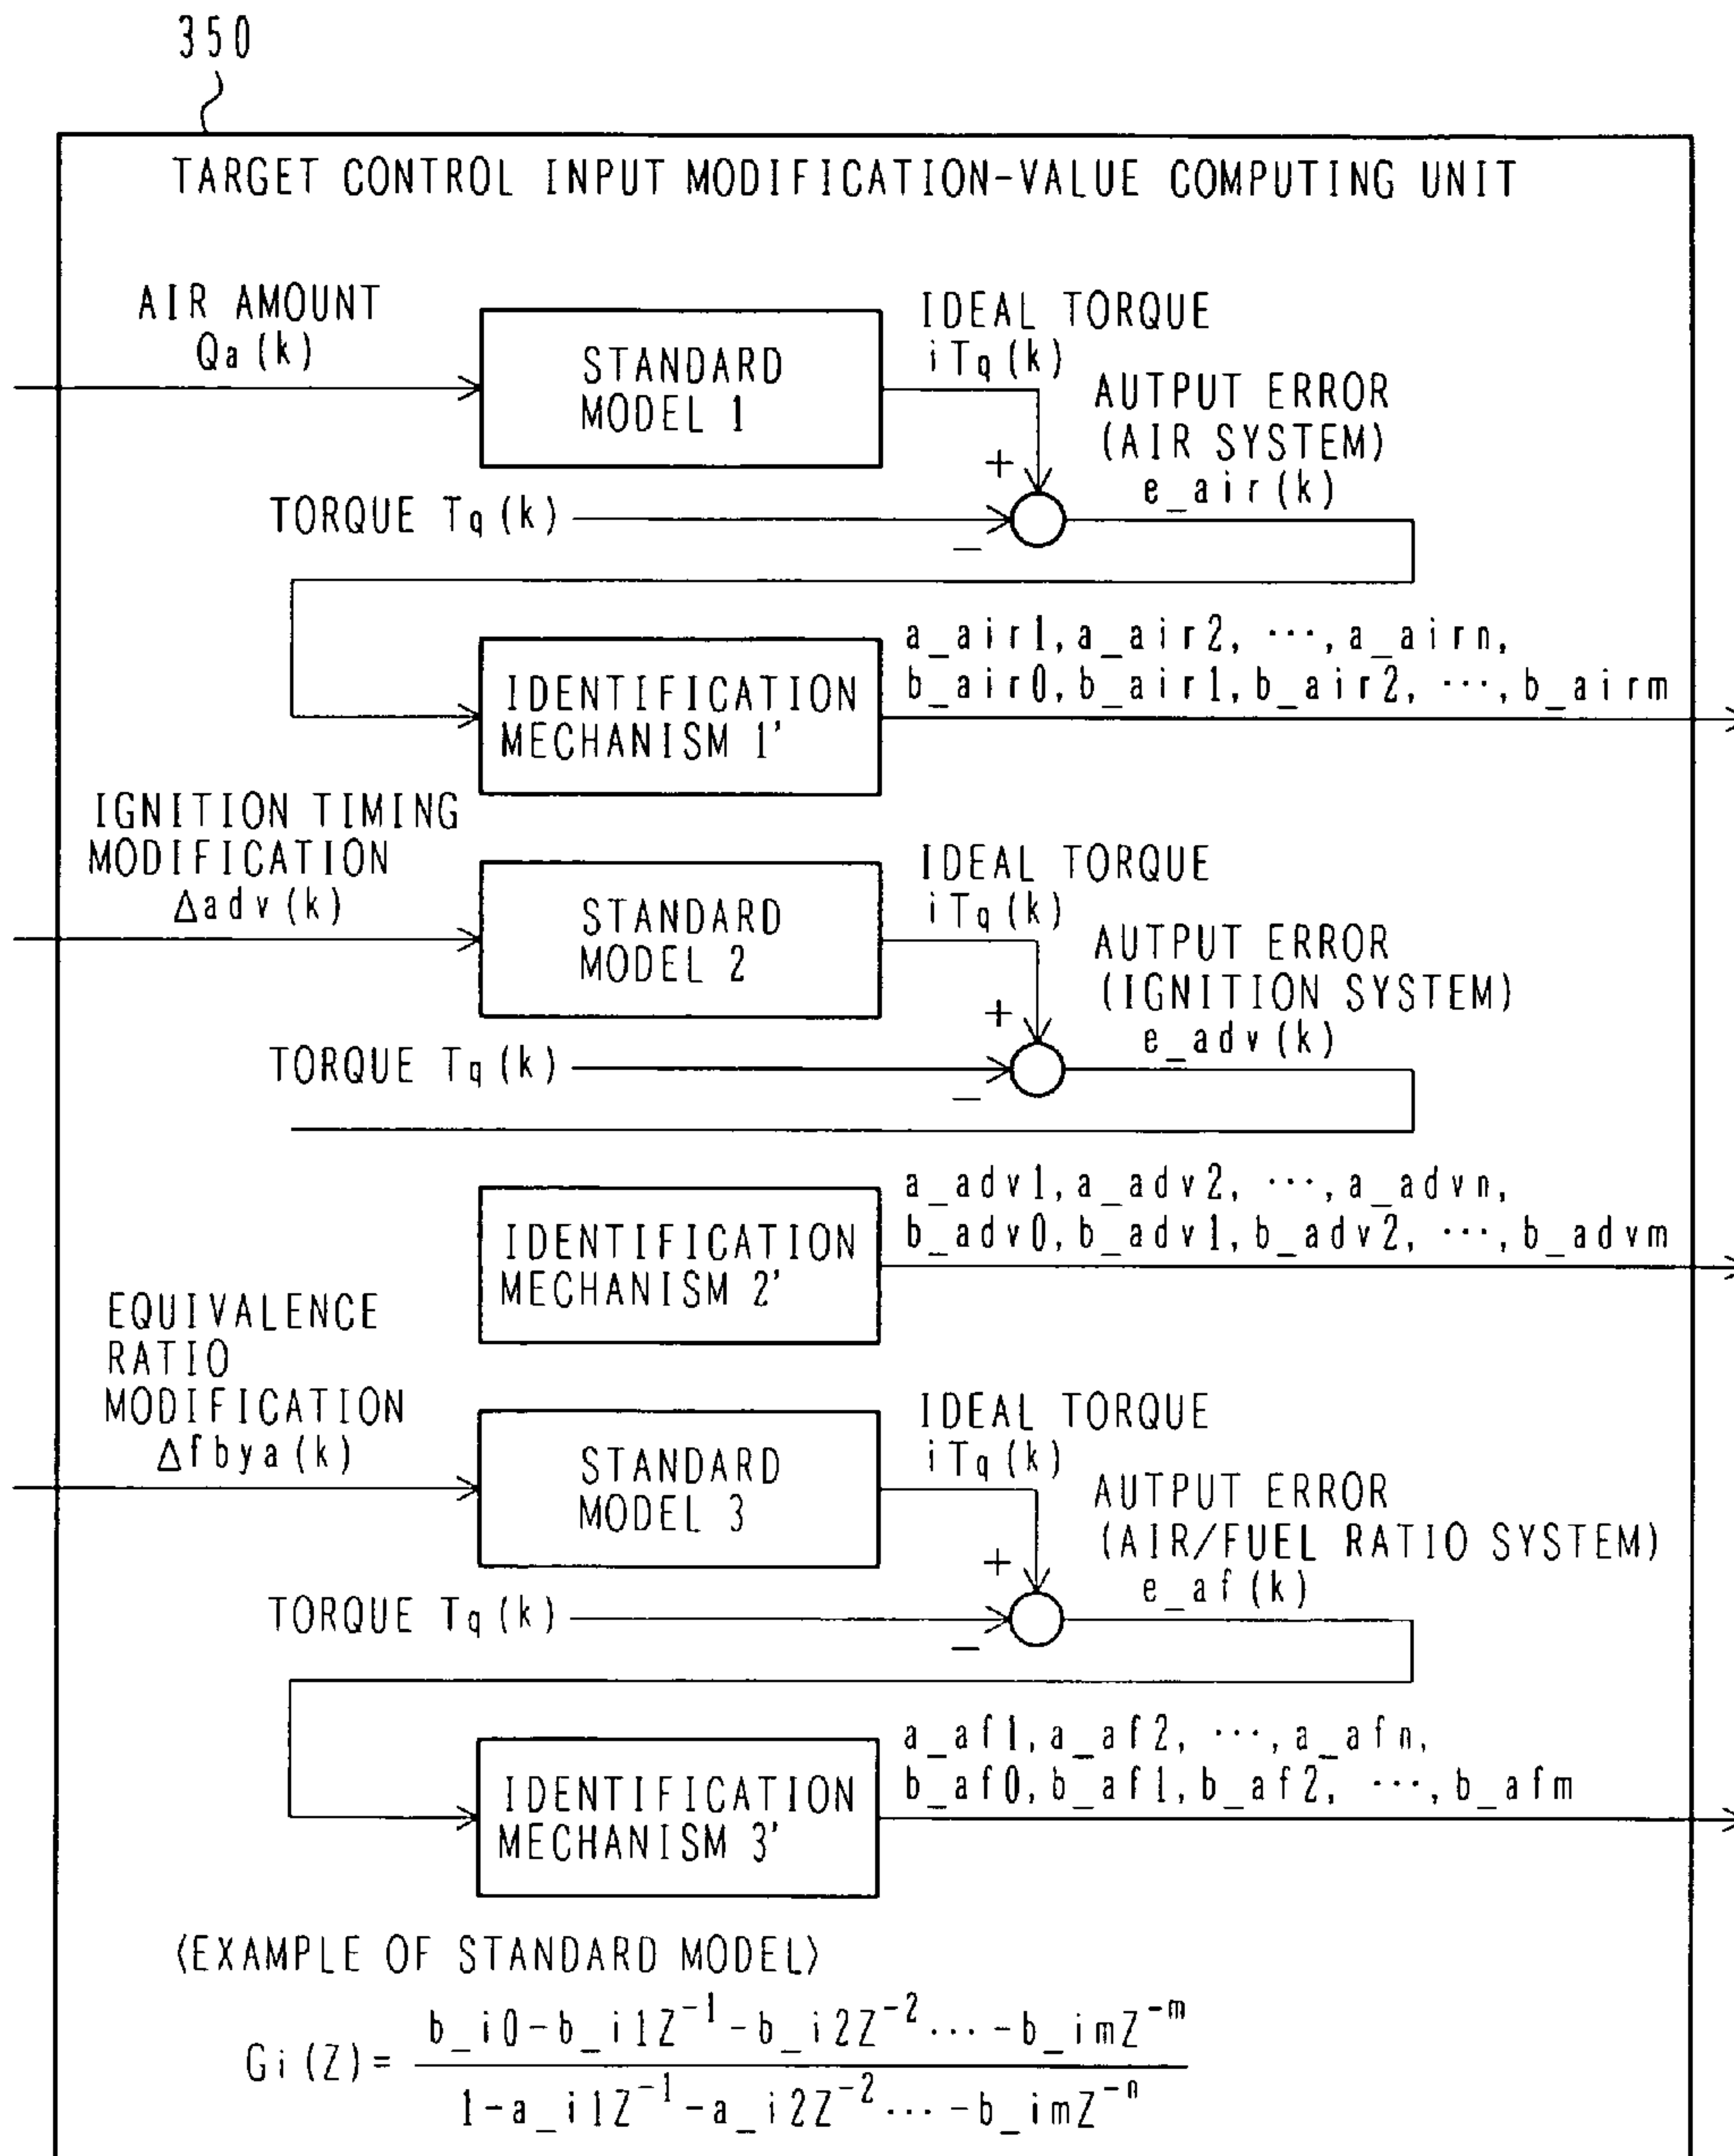 350
TARGET CONTROL INPUT MODIFICATION-VALUE COMPUTING UNIT
AIR AMOUNT
Qa(k)
STANDARD
MODEL 1
IDEAL TORQUE
iTq(k)
AUTPUT ERROR
(AIR SYSTEM)
e_air(k)
+
TORQUE Tq(k)
−
IDENTIFICATION
MECHANISM 1'
a_air1, a_air2, ···, a_airn,
b_air0, b_air1, b_air2, ···, b_airm
IGNITION TIMING
MODIFICATION
Δadv(k)
STANDARD
MODEL 2
IDEAL TORQUE
iTq(k)
AUTPUT ERROR
(IGNITION SYSTEM)
e_adv(k)
+
TORQUE Tq(k)
−
IDENTIFICATION
MECHANISM 2'
a_adv1, a_adv2, ···, a_advn,
b_adv0, b_adv1, b_adv2, ···, b_advm
EQUIVALENCE
RATIO
MODIFICATION
Δfbya(k)
STANDARD
MODEL 3
IDEAL TORQUE
iTq(k)
AUTPUT ERROR
(AIR/FUEL RATIO SYSTEM)
e_af(k)
+
TORQUE Tq(k)
−
IDENTIFICATION
MECHANISM 3'
a_af1, a_af2, ···, a_afn,
b_af0, b_af1, b_af2, ···, b_afm
⟨EXAMPLE OF STANDARD MODEL⟩
b_i0-b_i1Z⁻¹-b_i2Z⁻²···-b_imZ⁻ᵐ
Gi(Z)=
1-a_i1Z⁻¹-a_i2Z⁻²···-b_imZ⁻ⁿ